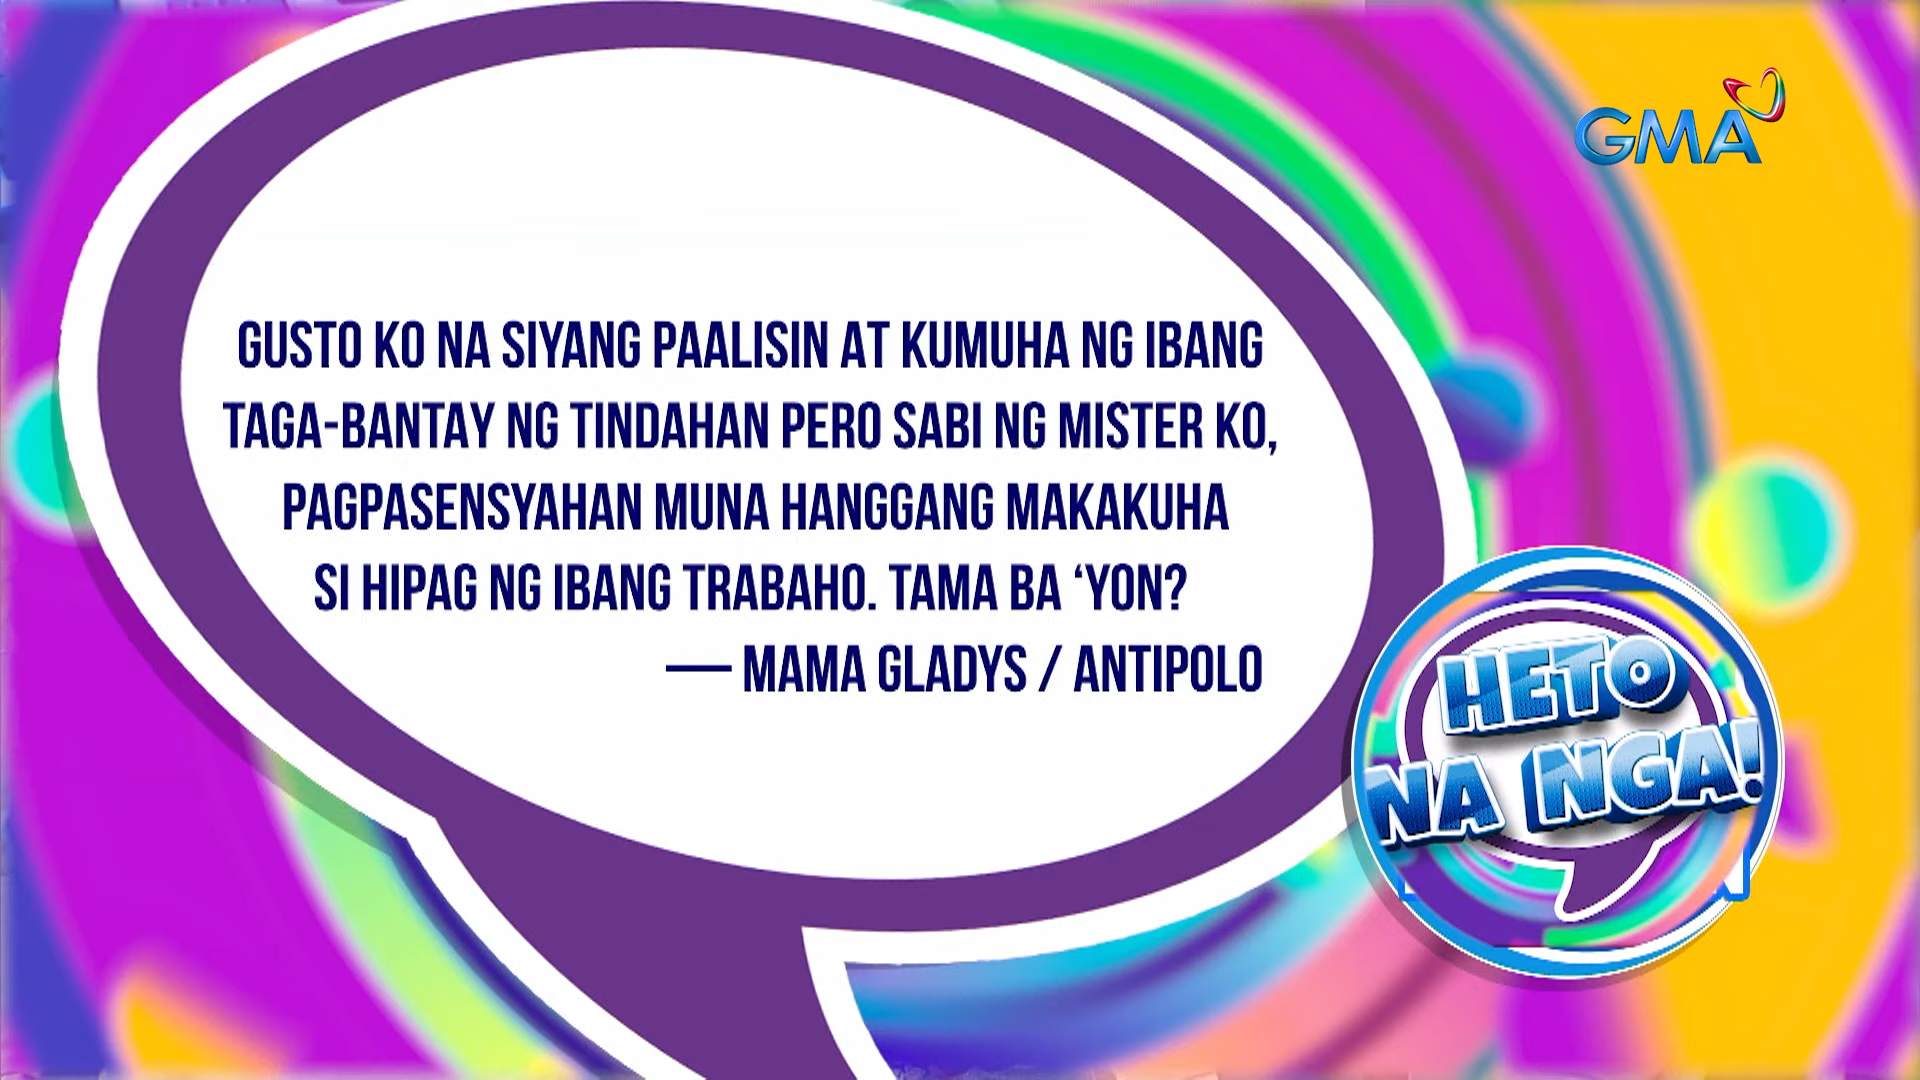 GMA
GUSTO KO NA SIYANG PAALISIN AT KUMUHA NG IBANG
TAGA-BANTAY NG TINDAHAN PERO SABI NG MISTER KO,
PAGPASENSYAHAN MUNA HANGGANG MAKAKUHA
SI HIPAG NG IBANG TRABAHO. TAMA BA ‘YON?
— MAMA GLADYS / ANTIPOLO
HETO
NA NGA!